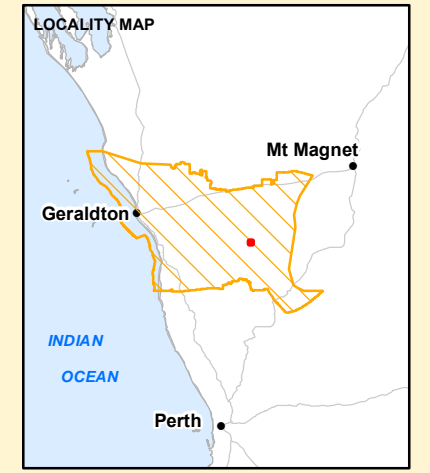 LOCALITY MAP
Mt Magnet
Geraldton
INDIAN
OCEAN
Perth